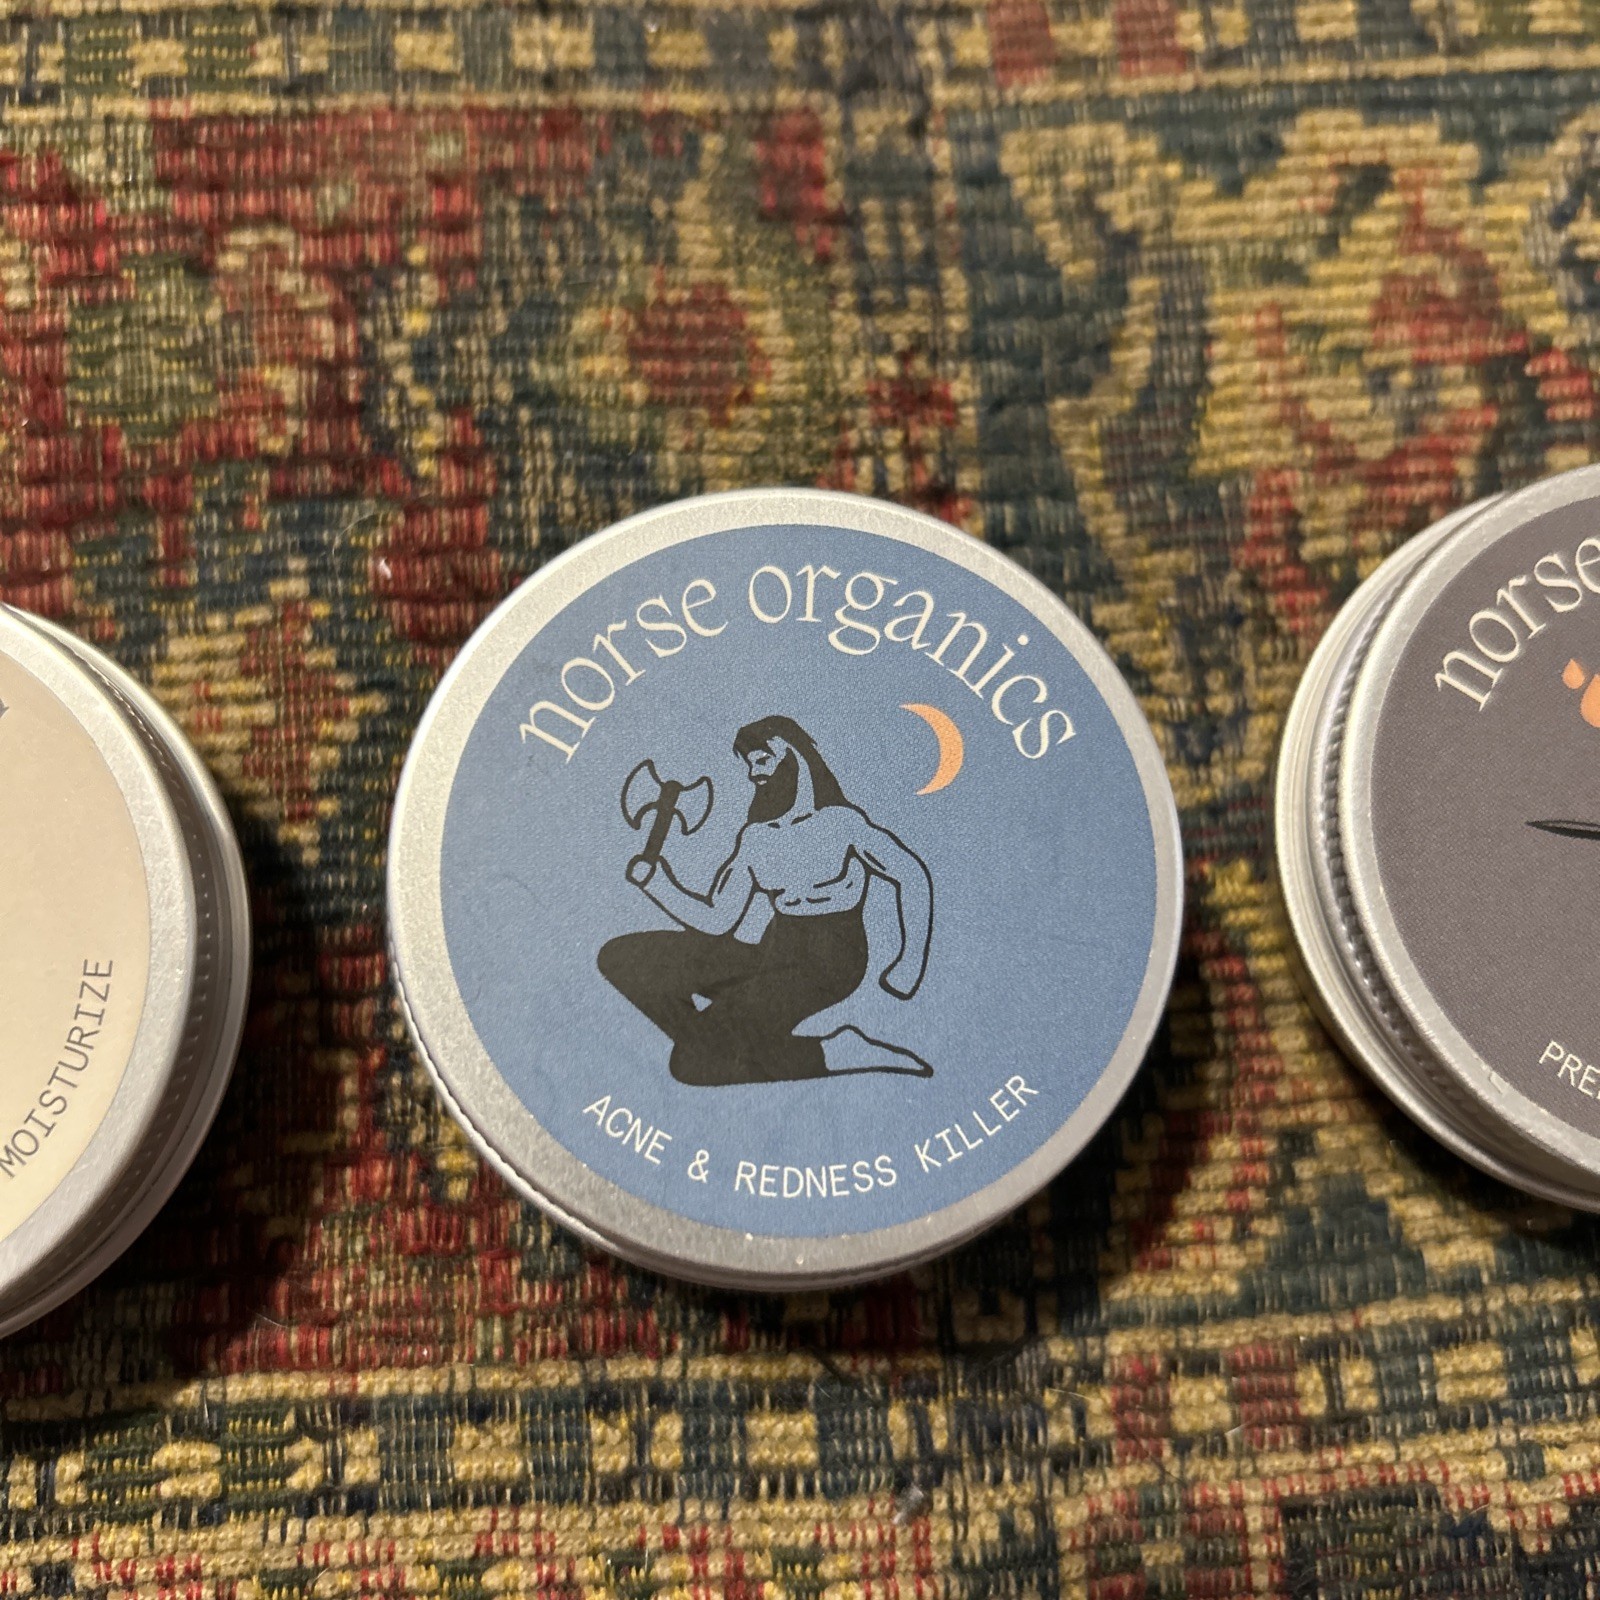 MOISTURIZE
norse organics
ACNE & REDNESS KILLER
norse